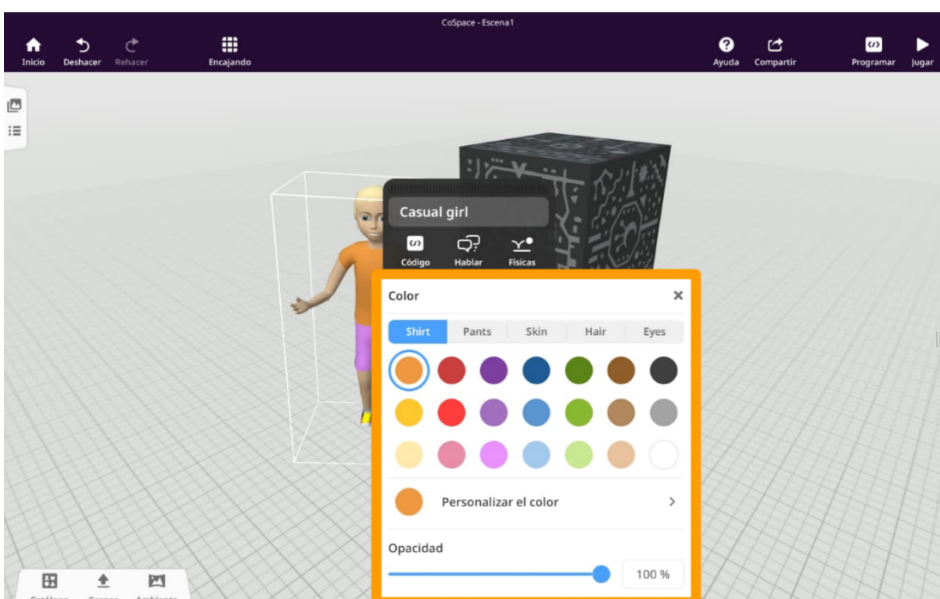 CoSpace - Escena1
Inicio Deshacer Rehacer Encajando Ayuda Compartir Programar Jugar
Casual girl
Código Hablar Físicas
Color
Shirt Pants Skin Hair Eyes
Personalizar el color
Opacidad
100 %